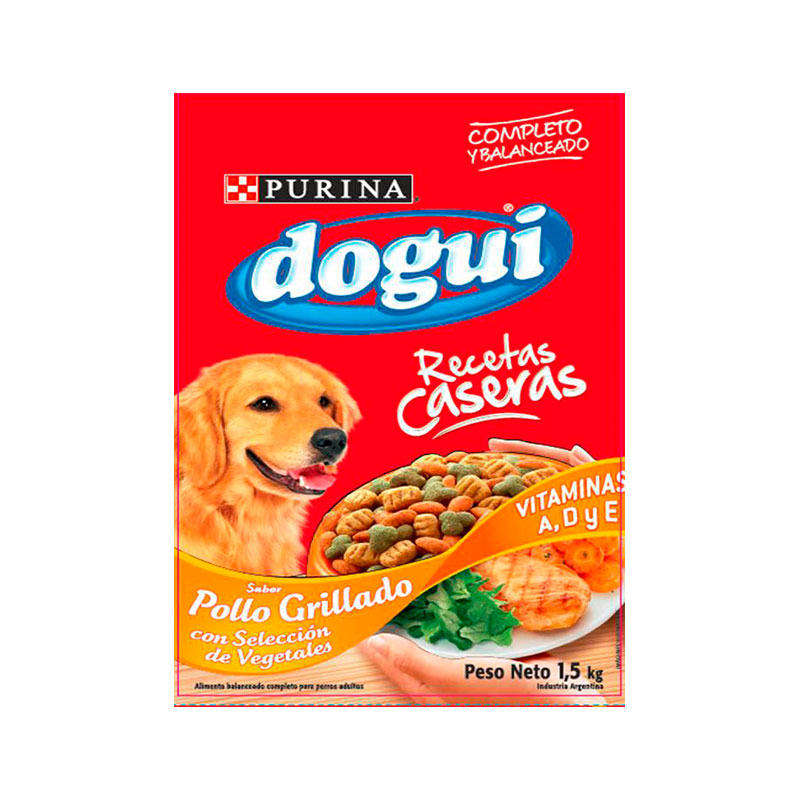 COMPLETO
Y BALANCEADO
PURINA
dogui®
Recetas
Caseras
VITAMINAS
A, D y E
Sabor
Pollo Grillado
con Selección
de Vegetales
Peso Neto 1,5 kg
Industria Argentina
Alimento balanceado completo para perros adultos